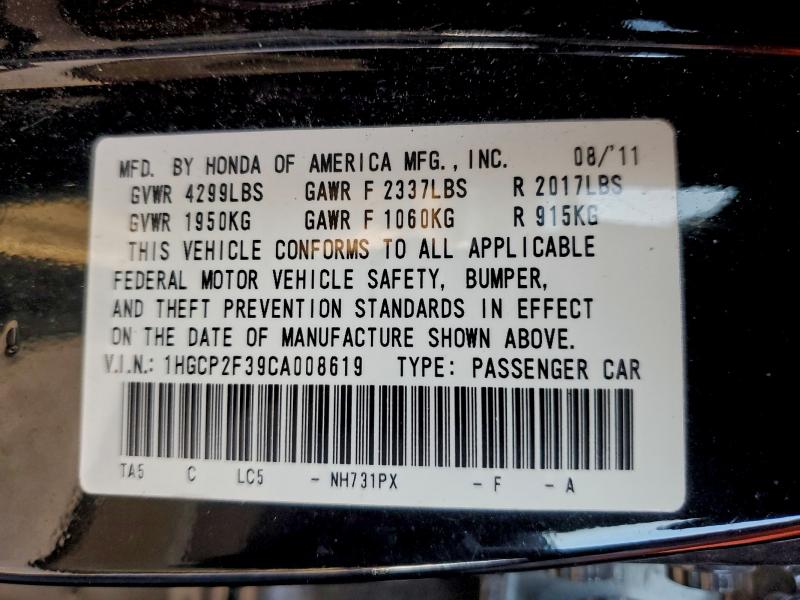 MFD. BY HONDA OF AMERICA MFG., INC. 08/'11
GVWR 4299LBS GAWR F 2337LBS R 2017LBS
GVWR 1950KG GAWR F 1060KG R 915KG
THIS VEHICLE CONFORMS TO ALL APPLICABLE
FEDERAL MOTOR VEHICLE SAFETY, BUMPER,
AND THEFT PREVENTION STANDARDS IN EFFECT
ON THE DATE OF MANUFACTURE SHOWN ABOVE.
V.I.N.: 1HGCP2F39CA008619 TYPE: PASSENGER CAR
TA5 C LC5 - NH731PX - F - A